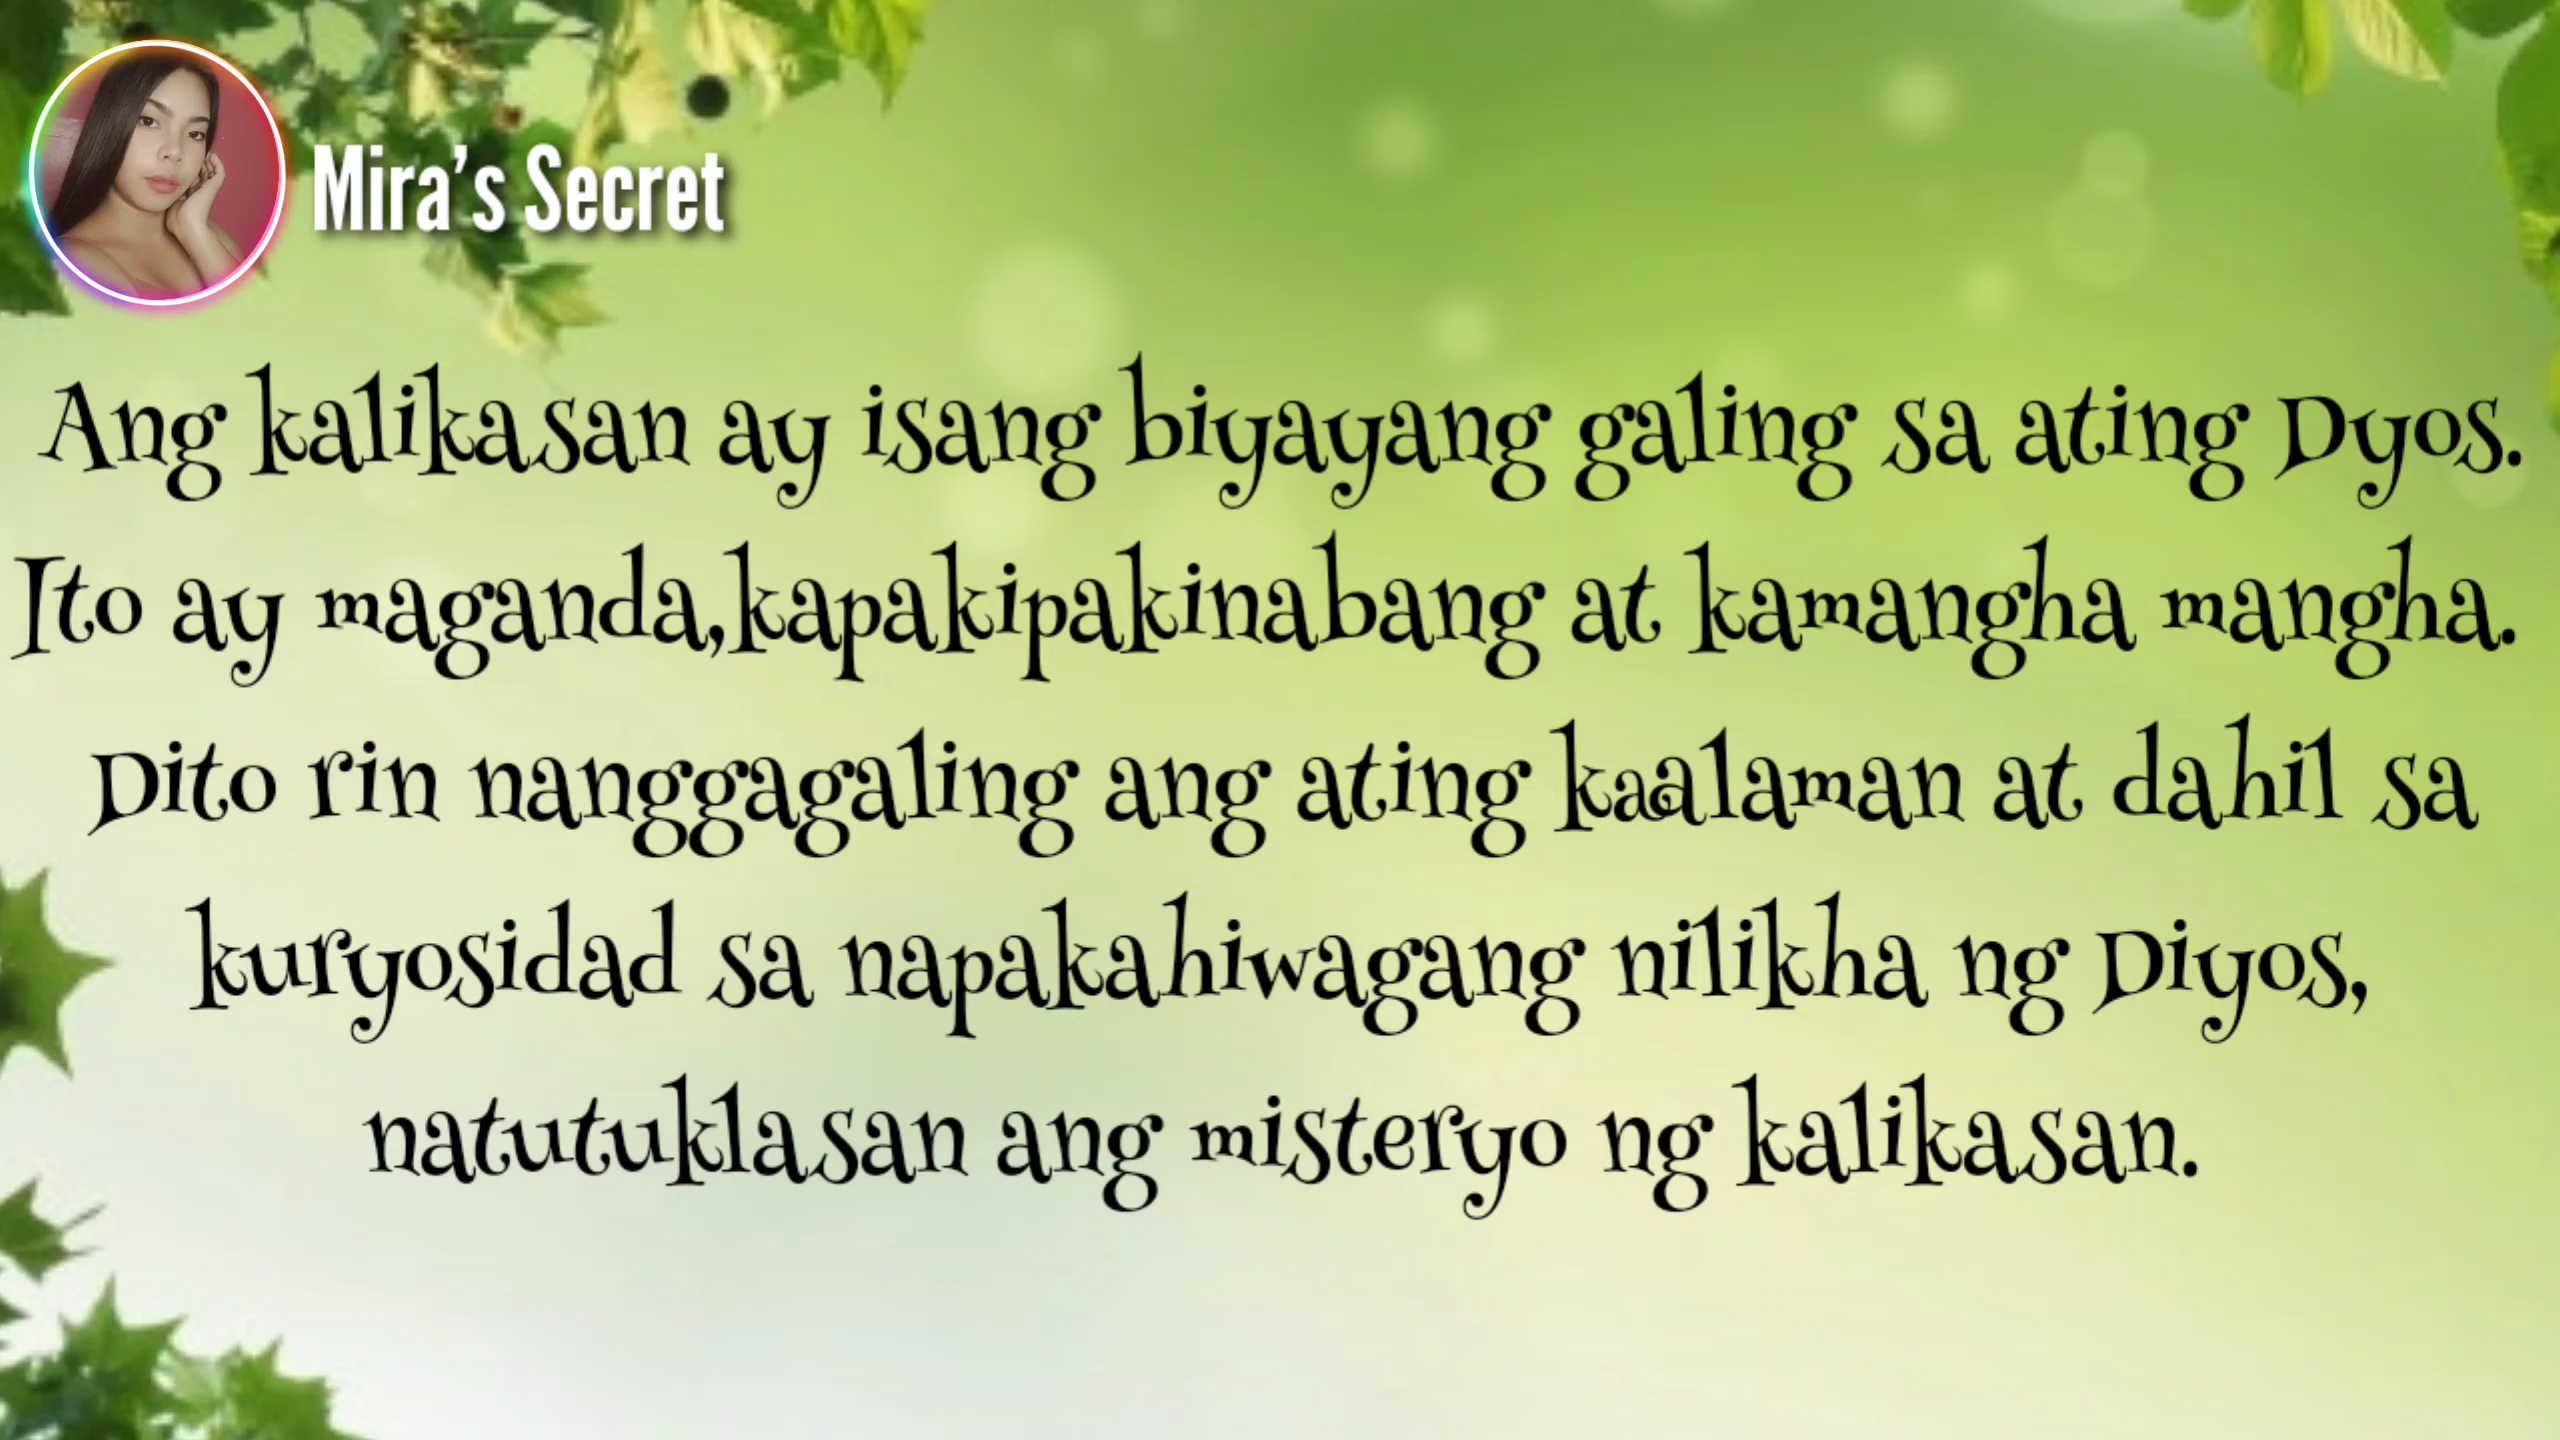 Mira's Secret
Ang kalikasan ay isang biyayang galing sa ating Dyos.
Ito ay maganda,kapakipakinabang at kamangha mangha.
Dito rin nanggagaling ang ating kaalaman at dahil sa
kuryosidad sa napakahiwagang nilikha ng Diyos,
natutuklasan ang misteryo ng kalikasan.